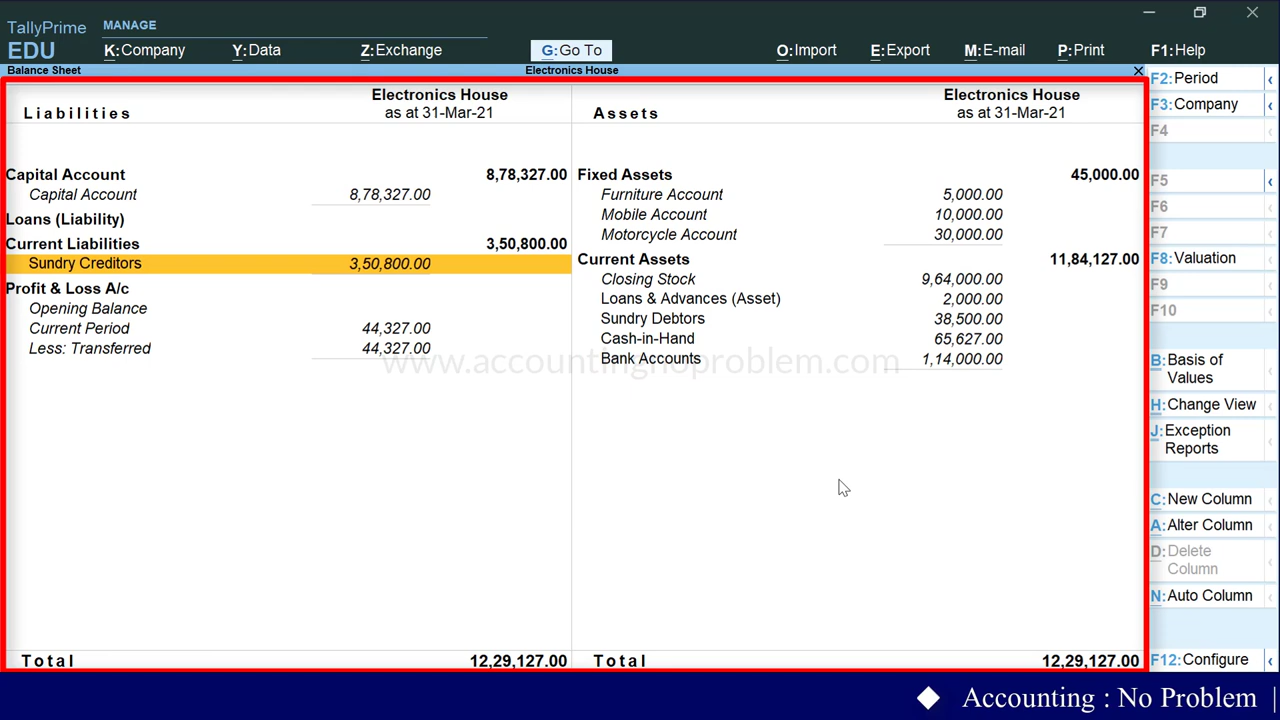 TallyPrime
EDU
MANAGE
K:Company Y:Data Z:Exchange G:Go To O:Import E:Export M:E-mail P:Print F1:Help
Balance Sheet Electronics House
Liabilities
Electronics House
as at 31-Mar-21
Capital Account 8,78,327.00
Capital Account 8,78,327.00
Loans (Liability)
Current Liabilities 3,50,800.00
Sundry Creditors 3,50,800.00
Profit & Loss A/c
Opening Balance
Current Period 44,327.00
Less: Transferred 44,327.00
Total 12,29,127.00
Assets
Electronics House
as at 31-Mar-21
Fixed Assets 45,000.00
Furniture Account 5,000.00
Mobile Account 10,000.00
Motorcycle Account 30,000.00
Current Assets 11,84,127.00
Closing Stock 9,64,000.00
Loans & Advances (Asset) 2,000.00
Sundry Debtors 38,500.00
Cash-in-Hand 65,627.00
Bank Accounts 1,14,000.00
Total 12,29,127.00
www.accountingnoproblem.com
F2:Period
F3:Company
F4
F5
F6
F7
F8:Valuation
F9
F10
B:Basis of
Values
H:Change View
J:Exception
Reports
C:New Column
A:Alter Column
D:Delete
Column
N:Auto Column
F12:Configure
Accounting : No Problem |